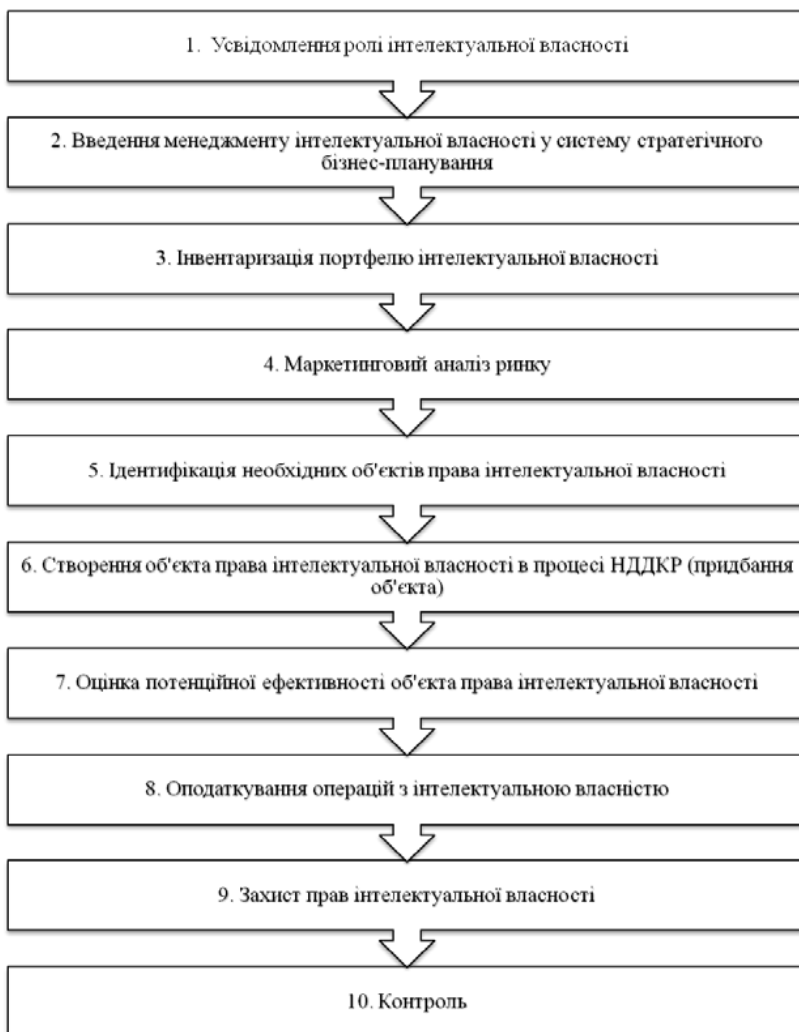 1. Усвідомлення ролі інтелектуальної власності
2. Введення менеджменту інтелектуальної власності у систему стратегічного
бізнес-планування
3. Інвентаризація портфелю інтелектуальної власності
4. Маркетинговий аналіз ринку
5. Ідентифікація необхідних об'єктів права інтелектуальної власності
6. Створення об'єкта права інтелектуальної власності в процесі НДДКР (придбання
об'єкта)
7. Оцінка потенційної ефективності об'єкта права інтелектуальної власності
8. Оподаткування операцій з інтелектуальною власністю
9. Захист прав інтелектуальної власності
10. Контроль